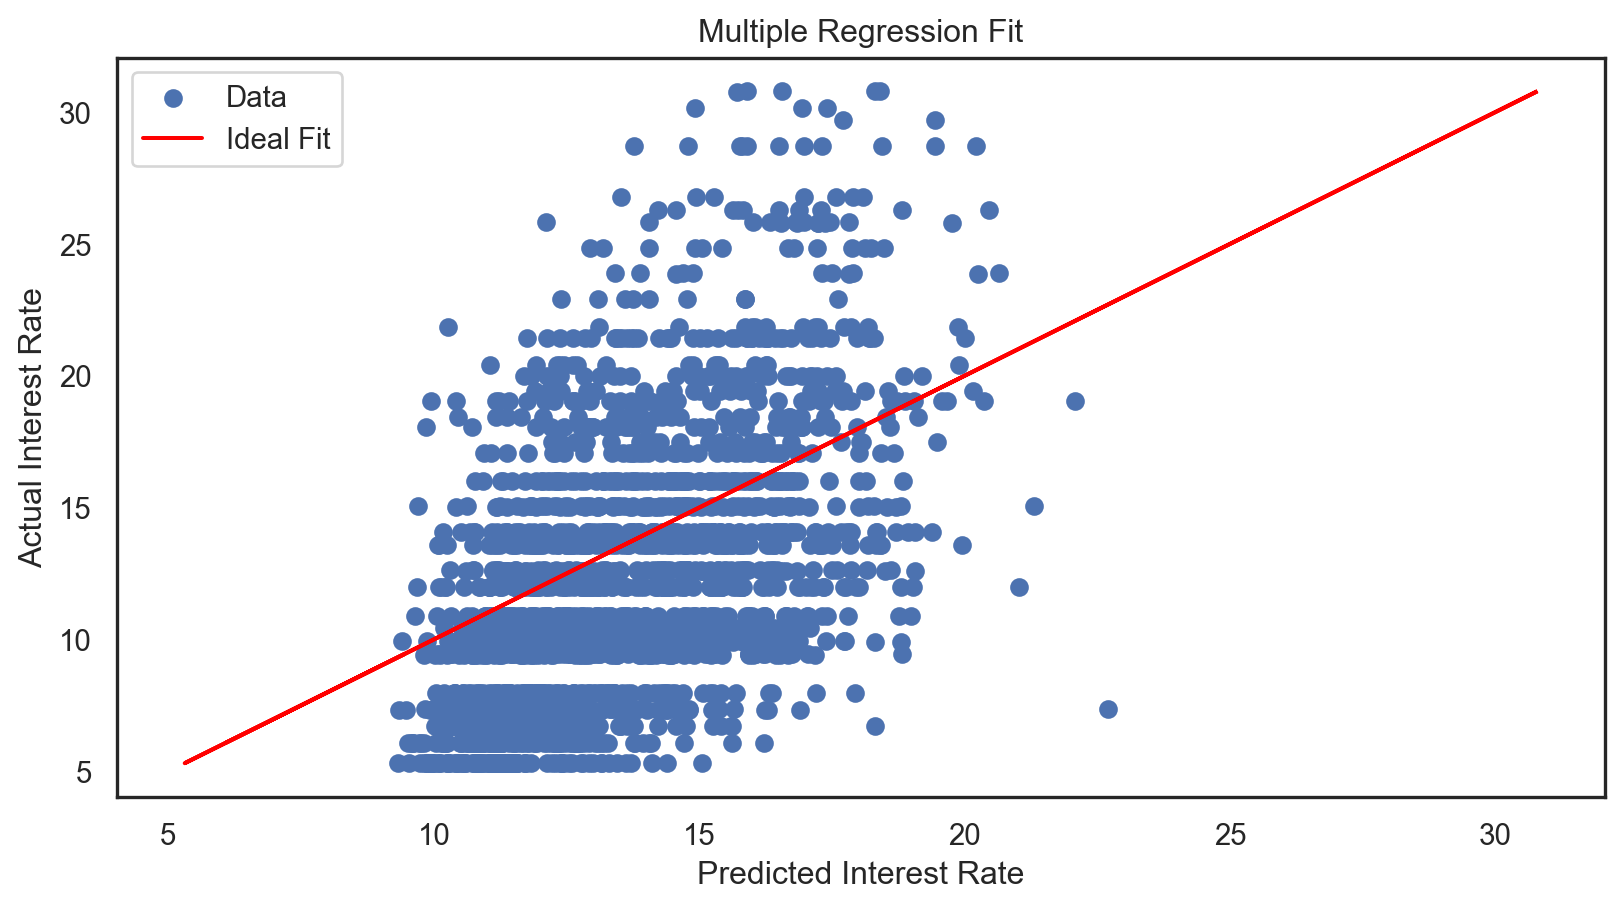 Multiple Regression Fit
Data
Ideal Fit
Actual Interest Rate
30
25
20
15
10
5
5 10 15 20 25 30
Predicted Interest Rate